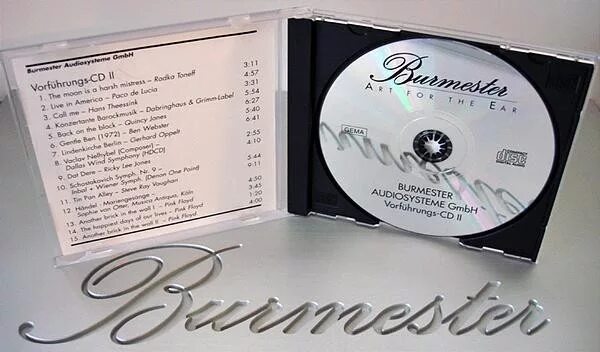 Burmester Audiosysteme GmbH
Vorführungs-CD II
1. The moon is a harsh mistress – Radka Toneff 3:11
2. Live in America – Paco de Lucia 4:57
3. Call me – Hans Theessink 3:31
4. Konzertante Barockmusik – Dabringhaus & Grimm-Label 5:54
5. Back on the block – Quincy Jones 6:27
6. Gentle Ben (1972) – Ben Webster 5:40
7. Lindenkirche Berlin – Gerhard Oppelt 6:41
8. Vaclav Nelhybel (Composer) –
Dallas Wind Symphony (HDCD) 2:55
9. Dat Dere – Ricky Lee Jones 4:10
10. Schostakovich Symph. Nr. 9 –
Inbal + Wiener Symph. (Denon One Point) 5:44
11. Tin Pan Alley – Steve Ray Vaughan 9:11
12. Händel - Mariengesänge –
Sophie von Otter, Musica Antiqua, Köln 4:50
13. Another brick in the wall I – Pink Floyd 3:45
14. The happiest days of our lives – Pink Floyd 1:20
15. Another brick in the wall II – Pink Floyd 4:00
Burmester
ART FOR THE EAR
GEMA
COMPACT disc DIGITAL AUDIO
BURMESTER
AUDIOSYSTEME GmbH
Vorführungs-CD II
Burmester